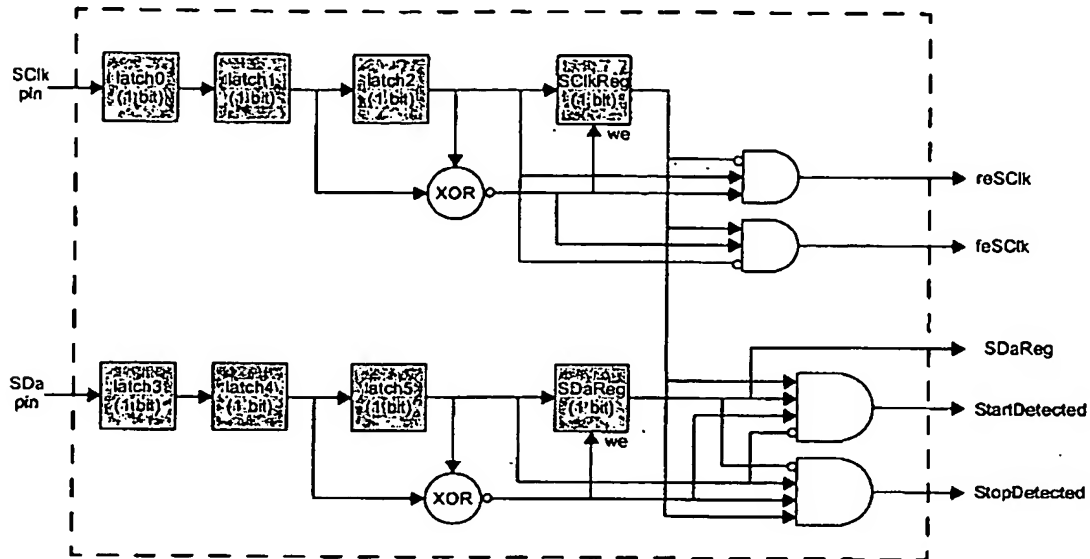 SClk
pin
latch0
(1 bit)
latch1
(1 bit)
latch2
(1 bit)
SClkReg
(1 bit)
we
XOR
reSClk
feSClk
SDa
pin
latch3
(1 bit)
latch4
(1 bit)
latch5
(1 bit)
SDaReg
(1 bit)
we
XOR
SDaReg
StartDetected
StopDetected